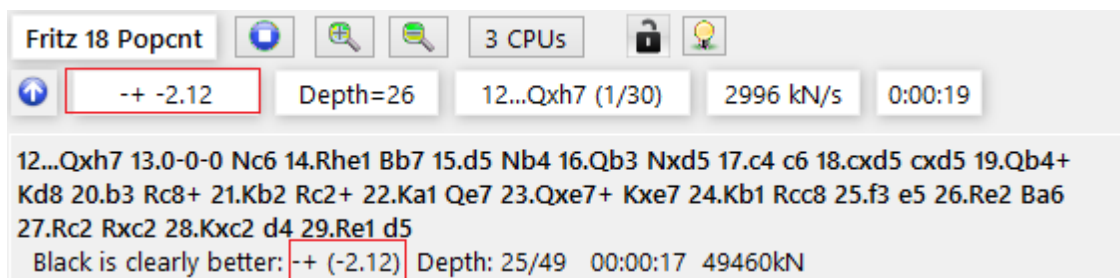 Fritz 18 Popcnt 3 CPUs
-+ -2.12 Depth=26 12...Qxh7 (1/30) 2996 kN/s 0:00:19
12...Qxh7 13.0-0-0 Nc6 14.Rhe1 Bb7 15.d5 Nb4 16.Qb3 Nxd5 17.c4 c6 18.cxd5 cxd5 19.Qb4+
Kd8 20.b3 Rc8+ 21.Kb2 Rc2+ 22.Ka1 Qe7 23.Qxe7+ Kxe7 24.Kb1 Rcc8 25.f3 e5 26.Re2 Ba6
27.Rc2 Rxc2 28.Kxc2 d4 29.Re1 d5
Black is clearly better: -+ (-2.12) Depth: 25/49 00:00:17 49460kN